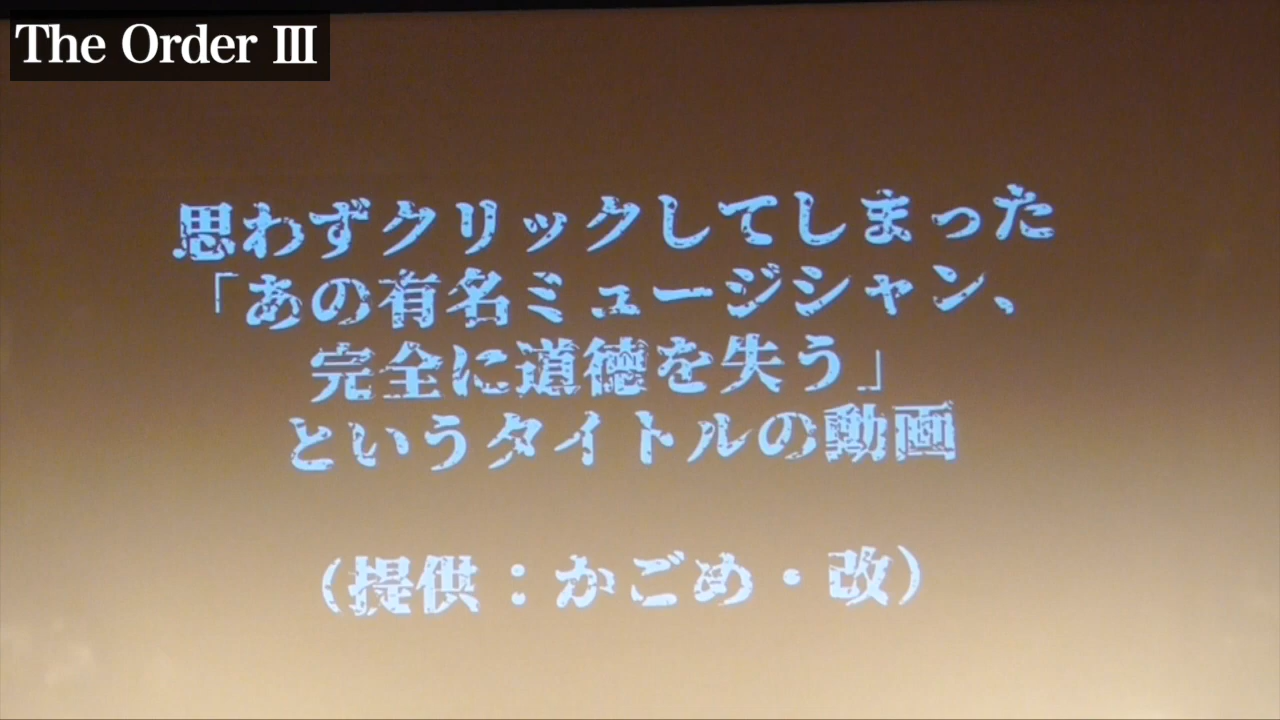 The Order Ⅲ
思わずクリックしてしまった
「あの有名ミュージシャン、
完全に道徳を失う」
というタイトルの動画
（提供：かごめ・改）